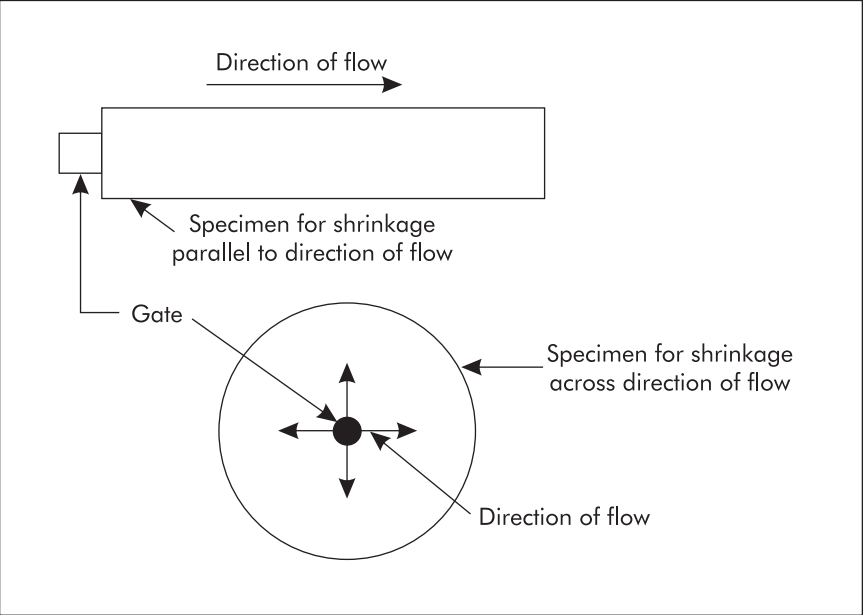 Direction of flow
Specimen for shrinkage
parallel to direction of flow
Gate
Specimen for shrinkage
across direction of flow
Direction of flow